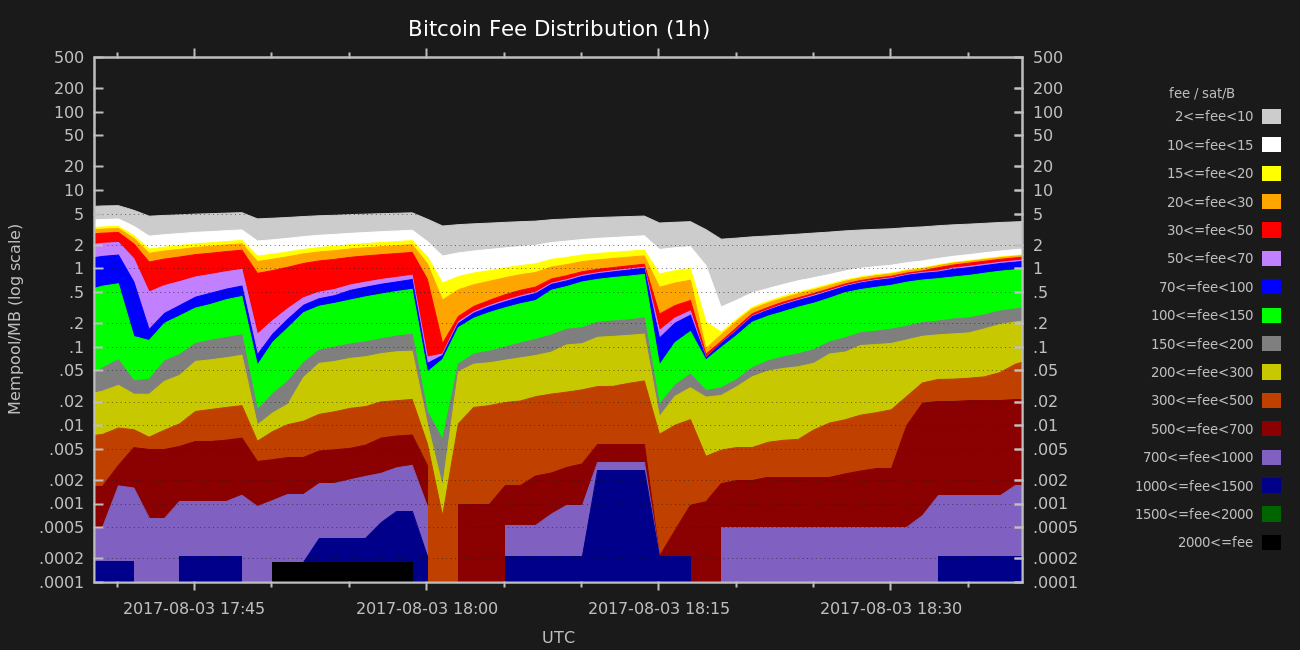 Bitcoin Fee Distribution (1h)
500 500
200 200
100 100
50 50
20 20
10 10
5 5
2 2
1 1
.5 .5
.2 .2
.1 .1
.05 .05
.02 .02
.01 .01
.005 .005
.002 .002
.001 .001
.0005 .0005
.0002 .0002
.0001 .0001
Mempool/MB (log scale)
2017-08-03 17:45 2017-08-03 18:00 2017-08-03 18:15 2017-08-03 18:30
UTC
fee / sat/B
2<=fee<10
10<=fee<15
15<=fee<20
20<=fee<30
30<=fee<50
50<=fee<70
70<=fee<100
100<=fee<150
150<=fee<200
200<=fee<300
300<=fee<500
500<=fee<700
700<=fee<1000
1000<=fee<1500
1500<=fee<2000
2000<=fee